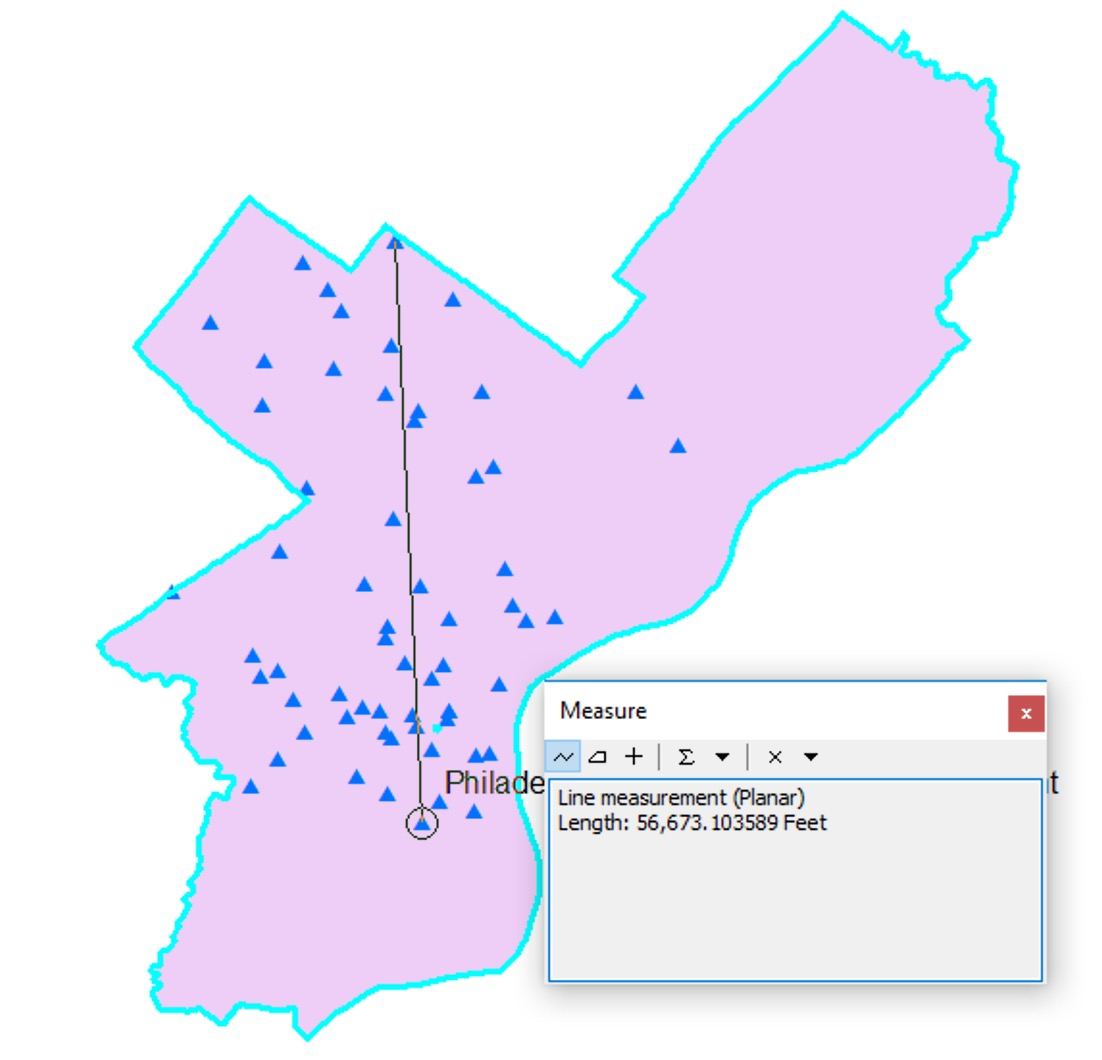 Measure
Philade
Line measurement (Planar)
Length: 56,673.103589 Feet